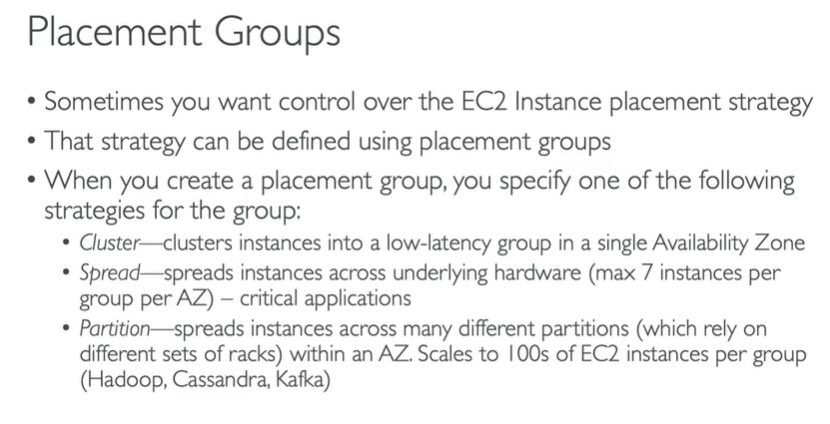 Placement Groups
• Sometimes you want control over the EC2 Instance placement strategy
• That strategy can be defined using placement groups
• When you create a placement group, you specify one of the following
strategies for the group:
• Cluster—clusters instances into a low-latency group in a single Availability Zone
• Spread—spreads instances across underlying hardware (max 7 instances per
group per AZ) – critical applications
• Partition—spreads instances across many different partitions (which rely on
different sets of racks) within an AZ. Scales to 100s of EC2 instances per group
(Hadoop, Cassandra, Kafka)